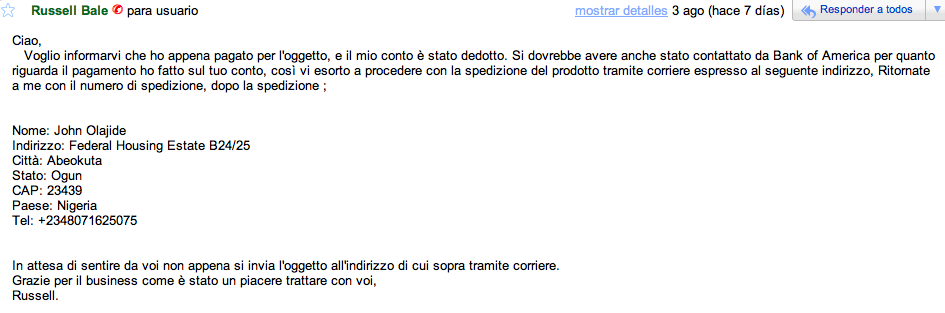 Russell Bale para usuario mostrar detalles 3 ago (hace 7 días) Responder a todos
Ciao,
Voglio informarvi che ho appena pagato per l'oggetto, e il mio conto è stato dedotto. Si dovrebbe avere anche stato contattato da Bank of America per quanto
riguarda il pagamento ho fatto sul tuo conto, così vi esorto a procedere con la spedizione del prodotto tramite corriere espresso al seguente indirizzo, Ritornate
a me con il numero di spedizione, dopo la spedizione ;
Nome: John Olajide
Indirizzo: Federal Housing Estate B24/25
Città: Abeokuta
Stato: Ogun
CAP: 23439
Paese: Nigeria
Tel: +2348071625075
In attesa di sentire da voi non appena si invia l'oggetto all'indirizzo di cui sopra tramite corriere.
Grazie per il business come è stato un piacere trattare con voi,
Russell.